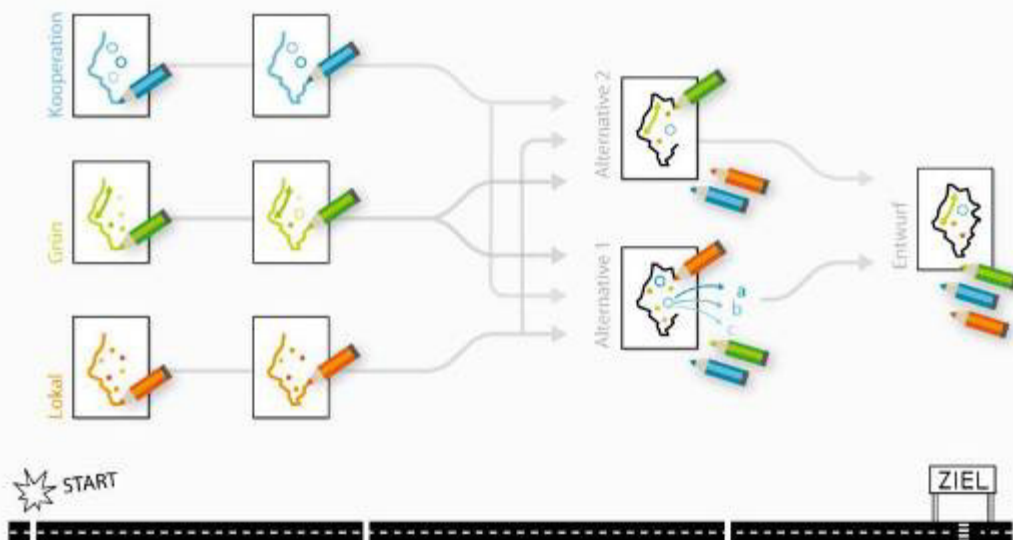 Kooperation
Grün
Lokal
Alternative 2
Alternative 1
a
b
c
Entwurf
START
ZIEL